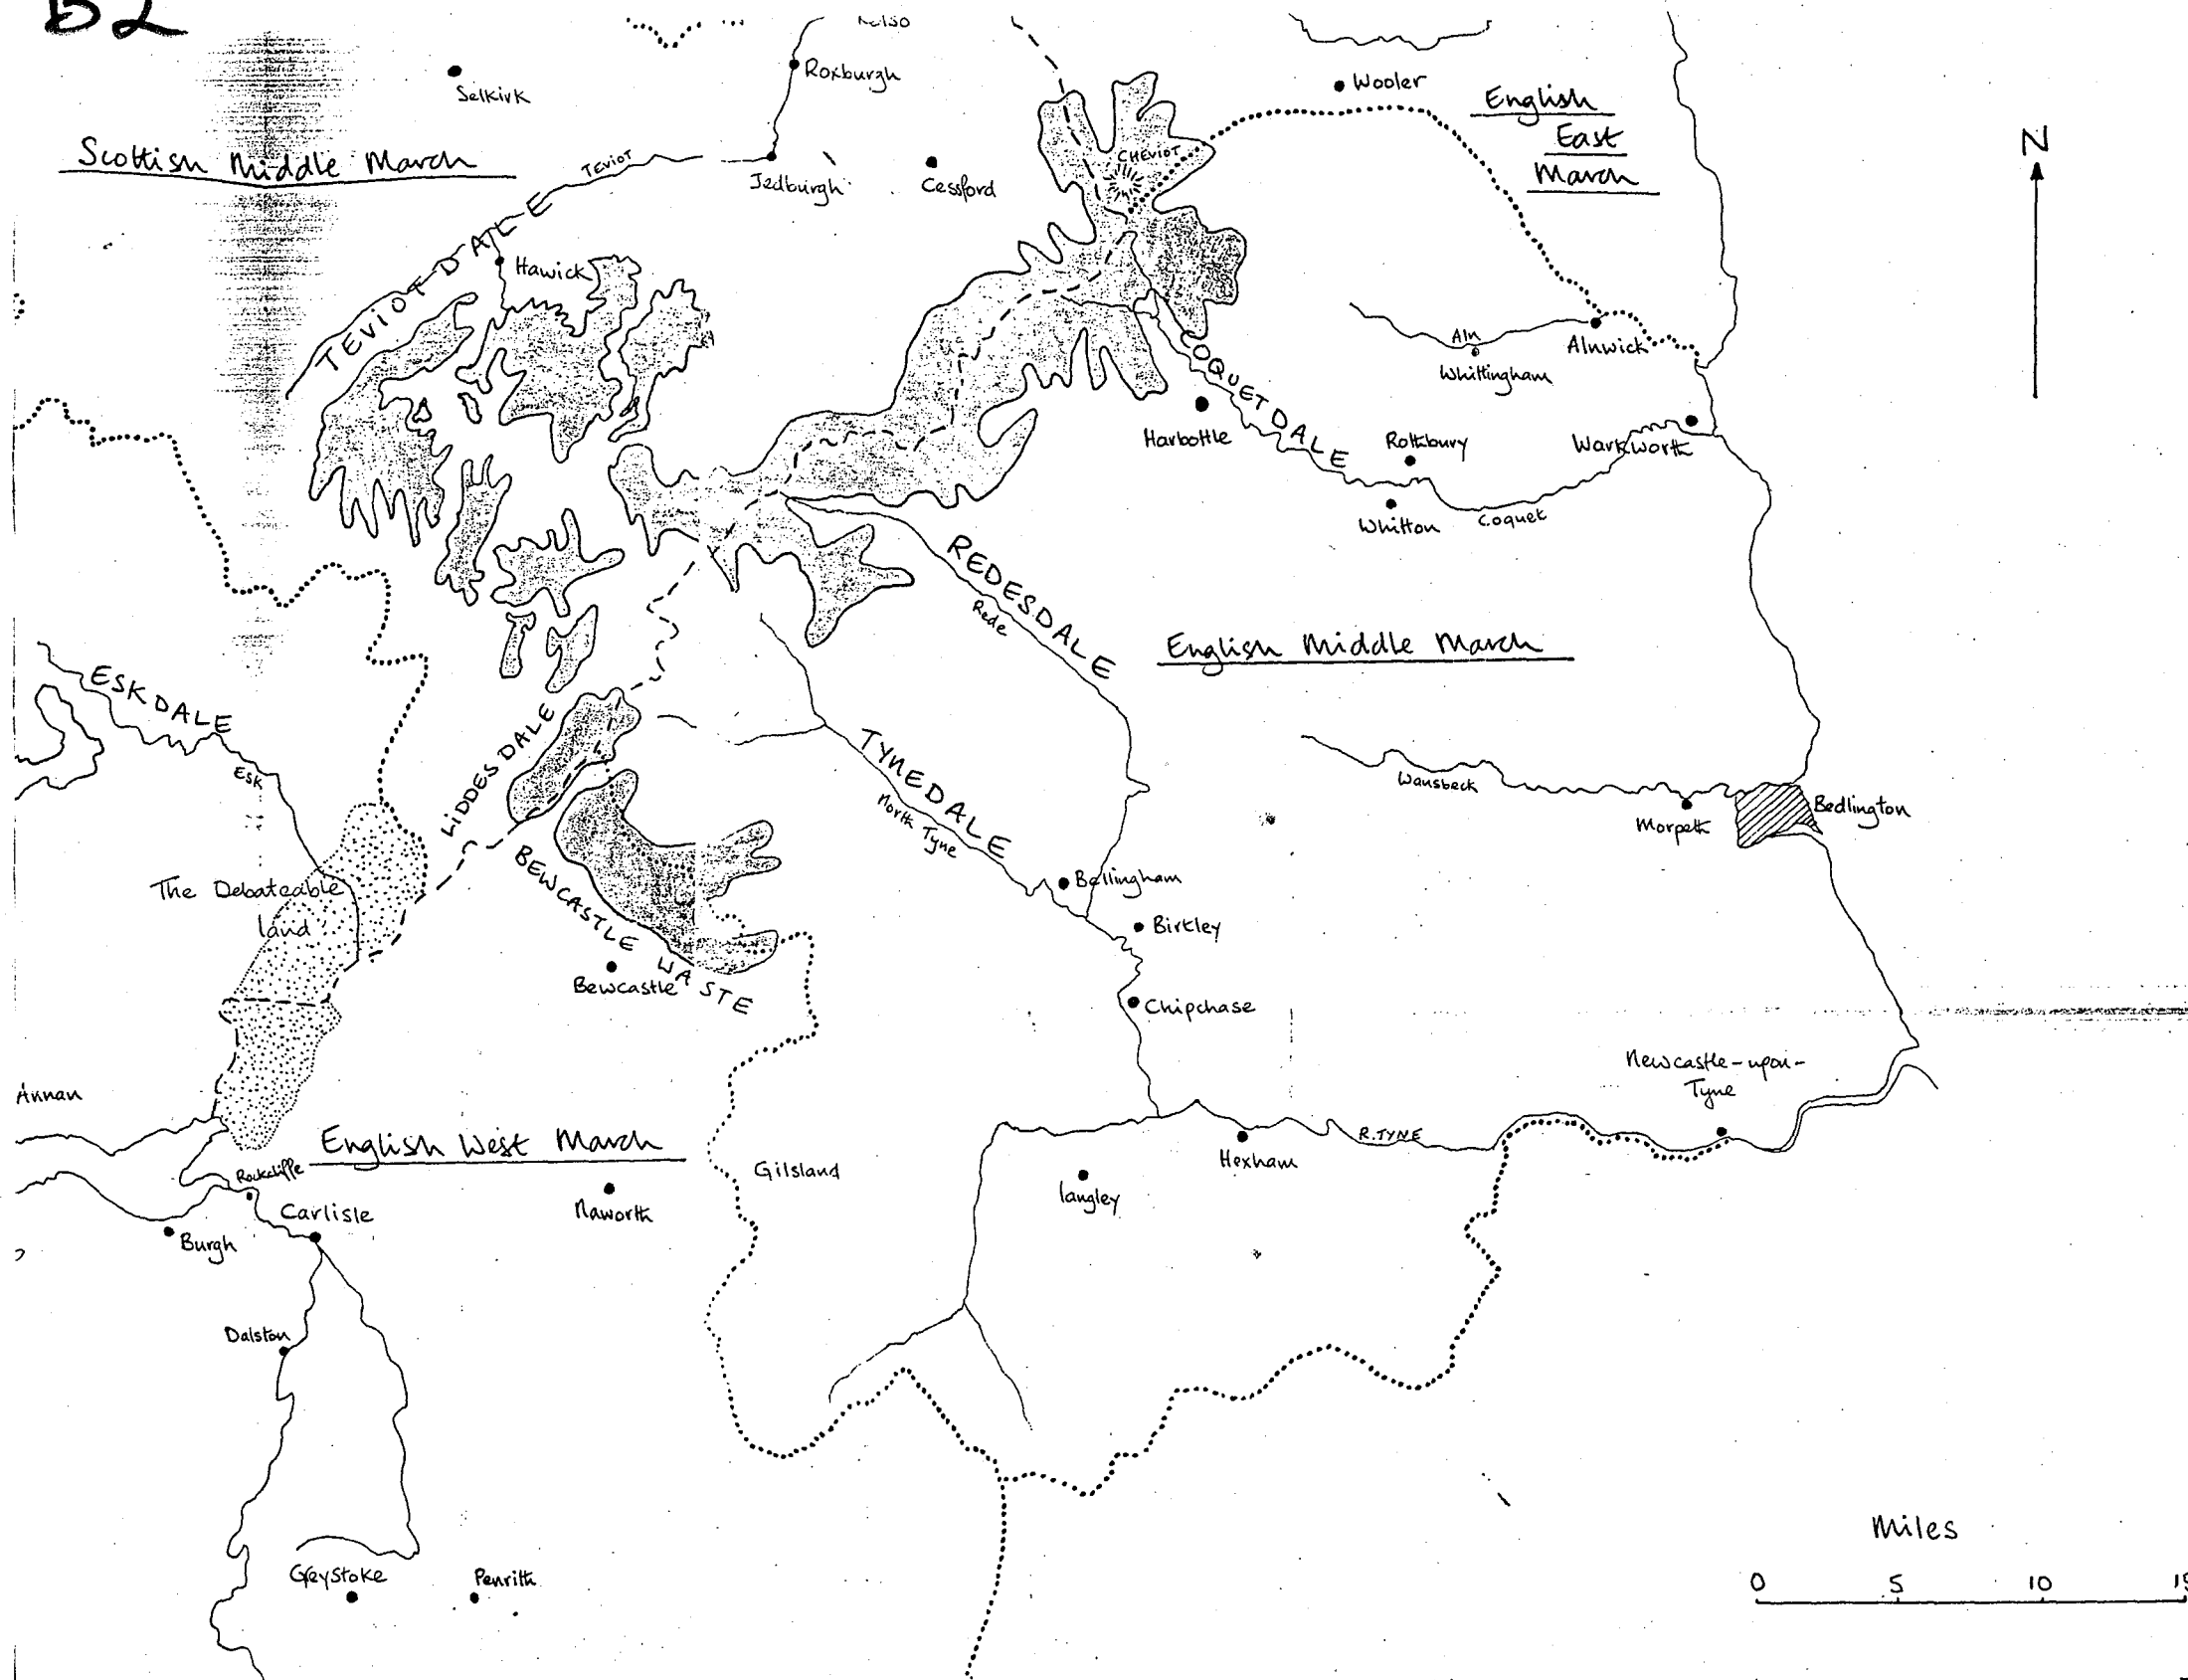 B2
Kelso
Selkirk
Roxburgh
Wooler
English
East
March
N
Scottish Middle March
TEVIOT
Jedburgh
Cessford
CHEVIOT
TEVIOTDALE
Hawick
COQUETDALE
Aln
Whittingham
Alnwick
Harbottle
Rothbury
Warkworth
Whitton
Coquet
REDESDALE
Rede
English Middle March
ESKDALE
Esk
LIDDESDALE
TYNEDALE
North Tyne
Wansbeck
Morpeth
Bedlington
The Debateable
land
BEWCASTLE WASTE
Bewcastle
Bellingham
Birtley
Chipchase
Newcastle-upon-
Tyne
Annan
English West March
Rockcliffe
Gilsland
R.TYNE
Hexham
langley
Naworth
Carlisle
Burgh
Dalston
Greystoke
Penrith
Miles
0 5 10 15